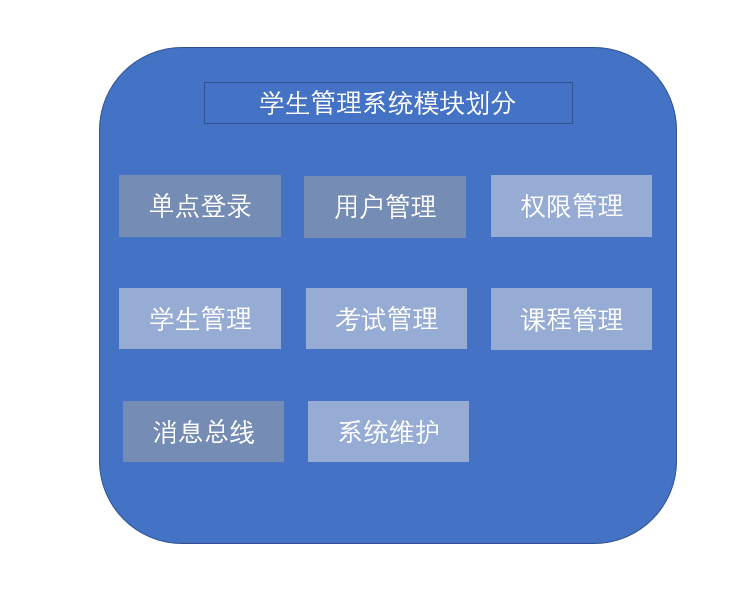 学生管理系统模块划分
单点登录
用户管理
权限管理
学生管理
考试管理
课程管理
消息总线
系统维护